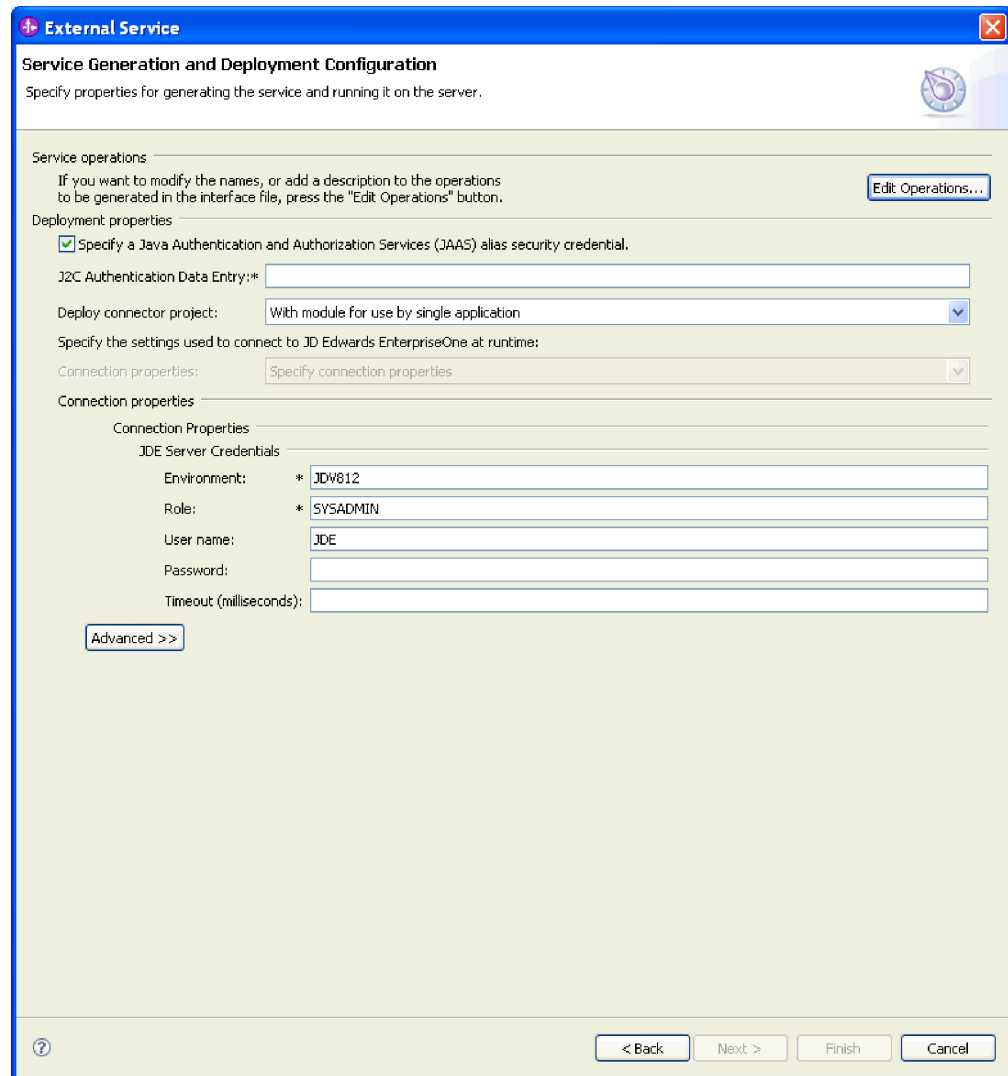 External Service
Service Generation and Deployment Configuration
Specify properties for generating the service and running it on the server.
Service operations
If you want to modify the names, or add a description to the operations
to be generated in the interface file, press the "Edit Operations" button.
Edit Operations...
Deployment properties
Specify a Java Authentication and Authorization Services (JAAS) alias security credential.
J2C Authentication Data Entry:*
Deploy connector project: With module for use by single application
Specify the settings used to connect to JD Edwards EnterpriseOne at runtime:
Connection properties: Specify connection properties
Connection properties
Connection Properties
JDE Server Credentials
Environment: * JDV812
Role: * SYSADMIN
User name: JDE
Password:
Timeout (milliseconds):
Advanced >>
? < Back Next > Finish Cancel